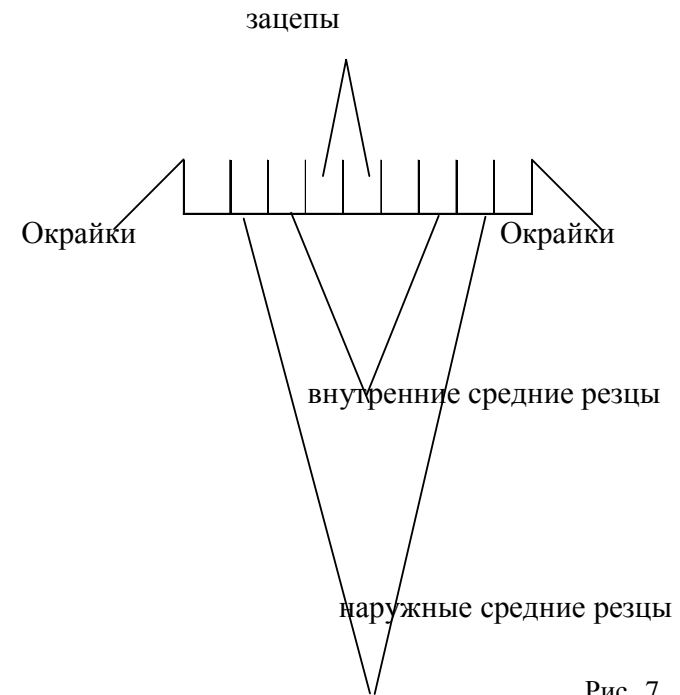 зацепы
Окрайки
Окрайки
внутренние средние резцы
наружные средние резцы
Рис. 7